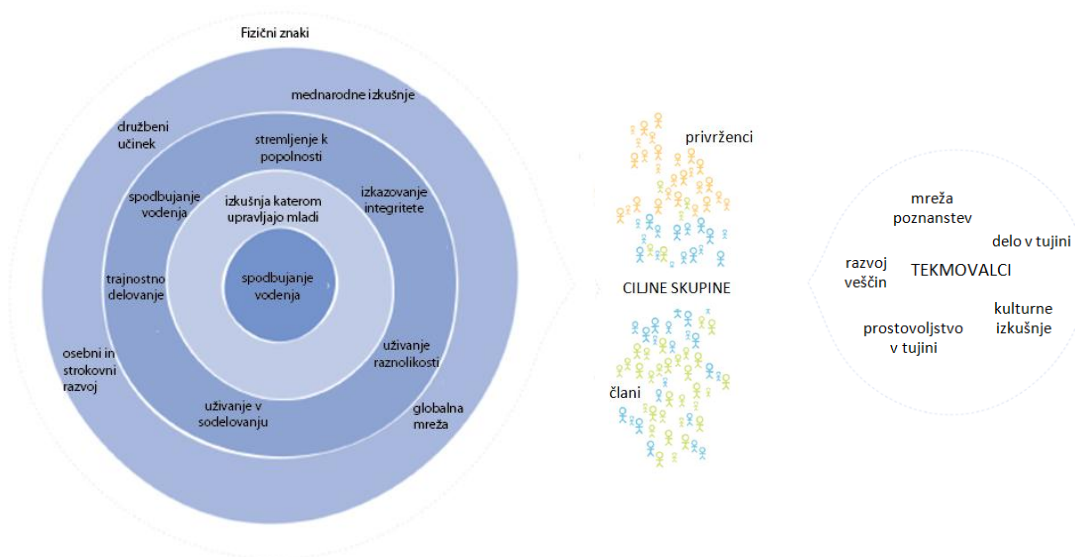 Fizični znaki
mednarodne izkušnje
družbeni
učinek
stremljenje k
popolnosti
spodbujanje
vodenja
izkušnja katerom
upravljajo mladi
izkazovanje
integritete
trajnostno
delovanje
spodbujanje
vodenja
osebni in
strokovni
razvoj
uživanje
raznolikosti
uživanje v
sodelovanju
globalna
mreža
privrženci
CILJNE SKUPINE
člani
mreža
poznanstev
delo v tujini
razvoj
veščin
TEKMOVALCI
kulturne
izkušnje
prostovoljstvo
v tujini